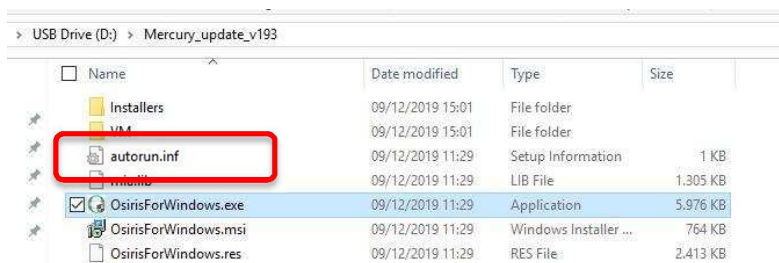 > USB Drive (D:) > Mercury_update_v193
Name Date modified Type Size
Installers 09/12/2019 15:01 File folder
VM 09/12/2019 15:01 File folder
autorun.inf 09/12/2019 11:29 Setup Information 1 KB
09/12/2019 11:29 LIB File 1.305 KB
OsirisForWindows.exe 09/12/2019 11:29 Application 5.976 KB
OsirisForWindows.msi 09/12/2019 11:29 Windows Installer ... 764 KB
OsirisForWindows.res 09/12/2019 11:29 RES File 2.413 KB